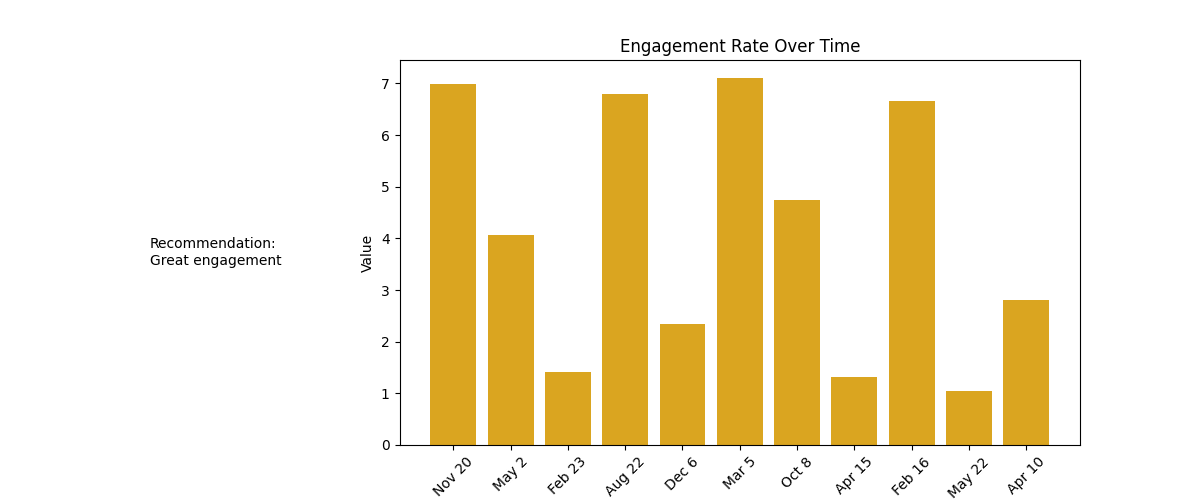 Engagement Rate Over Time
Recommendation:
Great engagement
Value
7
6
5
4
3
2
1
0
Nov 20
May 2
Feb 23
Aug 22
Dec 6
Mar 5
Oct 8
Apr 15
Feb 16
May 22
Apr 10